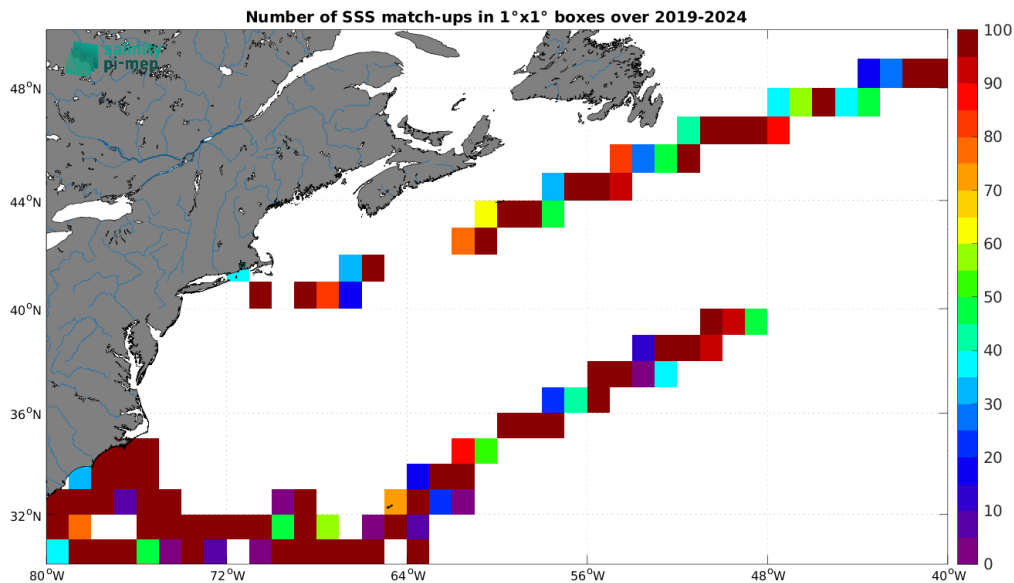 Number of SSS match-ups in 1°x1° boxes over 2019-2024
salinity
pi-mep
48°N
44°N
40°N
36°N
32°N
80°W 72°W 64°W 56°W 48°W 40°W
100
90
80
70
60
50
40
30
20
10
0